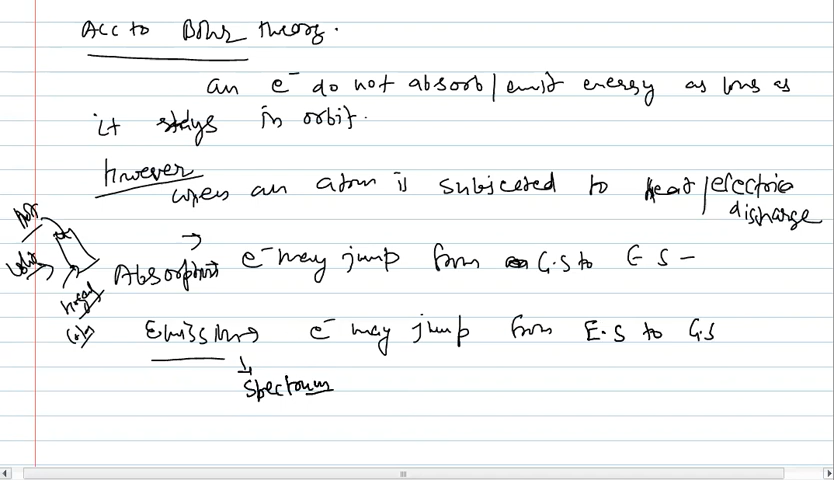 Acc to Bohr theory.
an e⁻ do not absorb/emit energy as long as
it stays in orbit.
however
when an atom is subjected to heat/electric
discharge
Absorption → e⁻ may jump from G.S to E S –
Emission → e⁻ may jump from E.S to G.S
↓
Spectrum